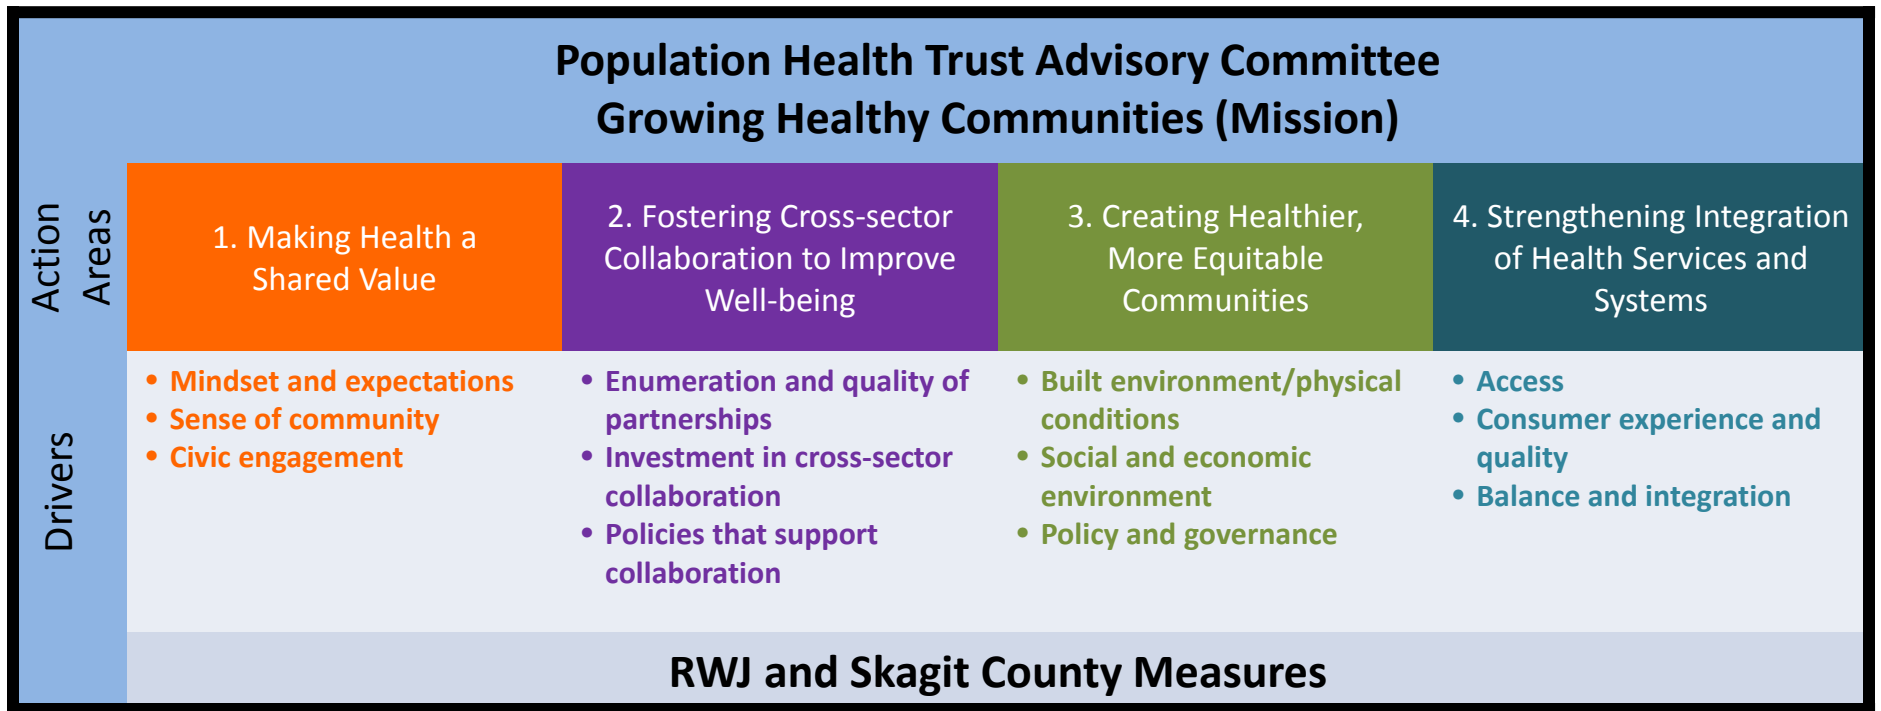 Population Health Trust Advisory Committee
Growing Healthy Communities (Mission)
Action
Areas
1. Making Health a
Shared Value
2. Fostering Cross-sector
Collaboration to Improve
Well-being
3. Creating Healthier,
More Equitable
Communities
4. Strengthening Integration
of Health Services and
Systems
Drivers
• Mindset and expectations
• Sense of community
• Civic engagement
• Enumeration and quality of
partnerships
• Investment in cross-sector
collaboration
• Policies that support
collaboration
• Built environment/physical
conditions
• Social and economic
environment
• Policy and governance
• Access
• Consumer experience and
quality
• Balance and integration
RWJ and Skagit County Measures